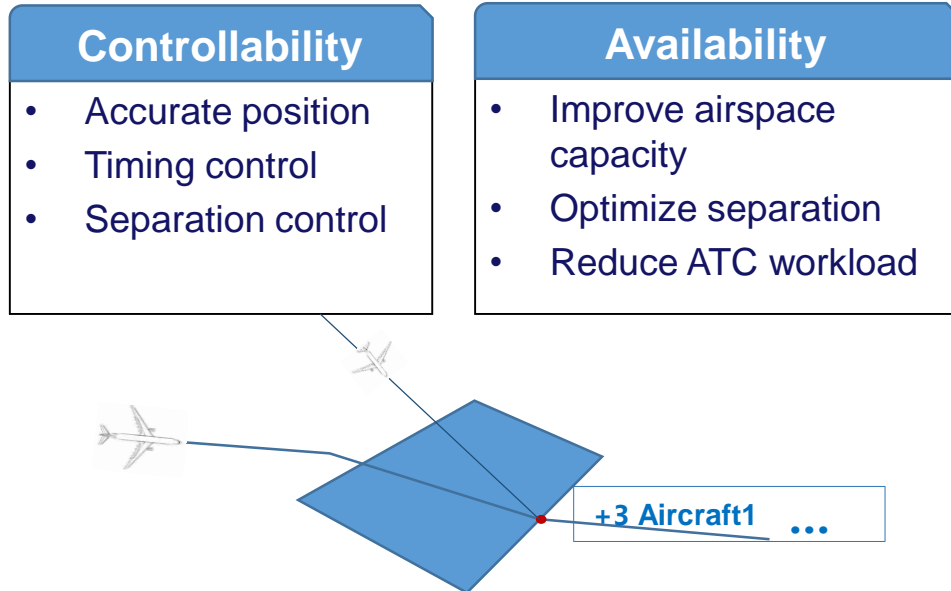 Controllability
• Accurate position
• Timing control
• Separation control
Availability
• Improve airspace
capacity
• Optimize separation
• Reduce ATC workload
+3 Aircraft1 ...